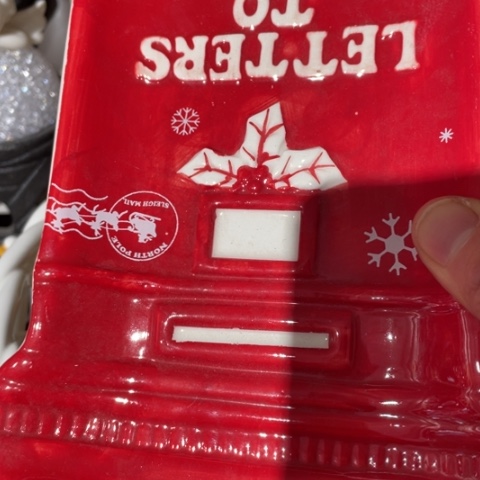 LETTERS
TO
NORTH POLE
SLEIGH MAIL